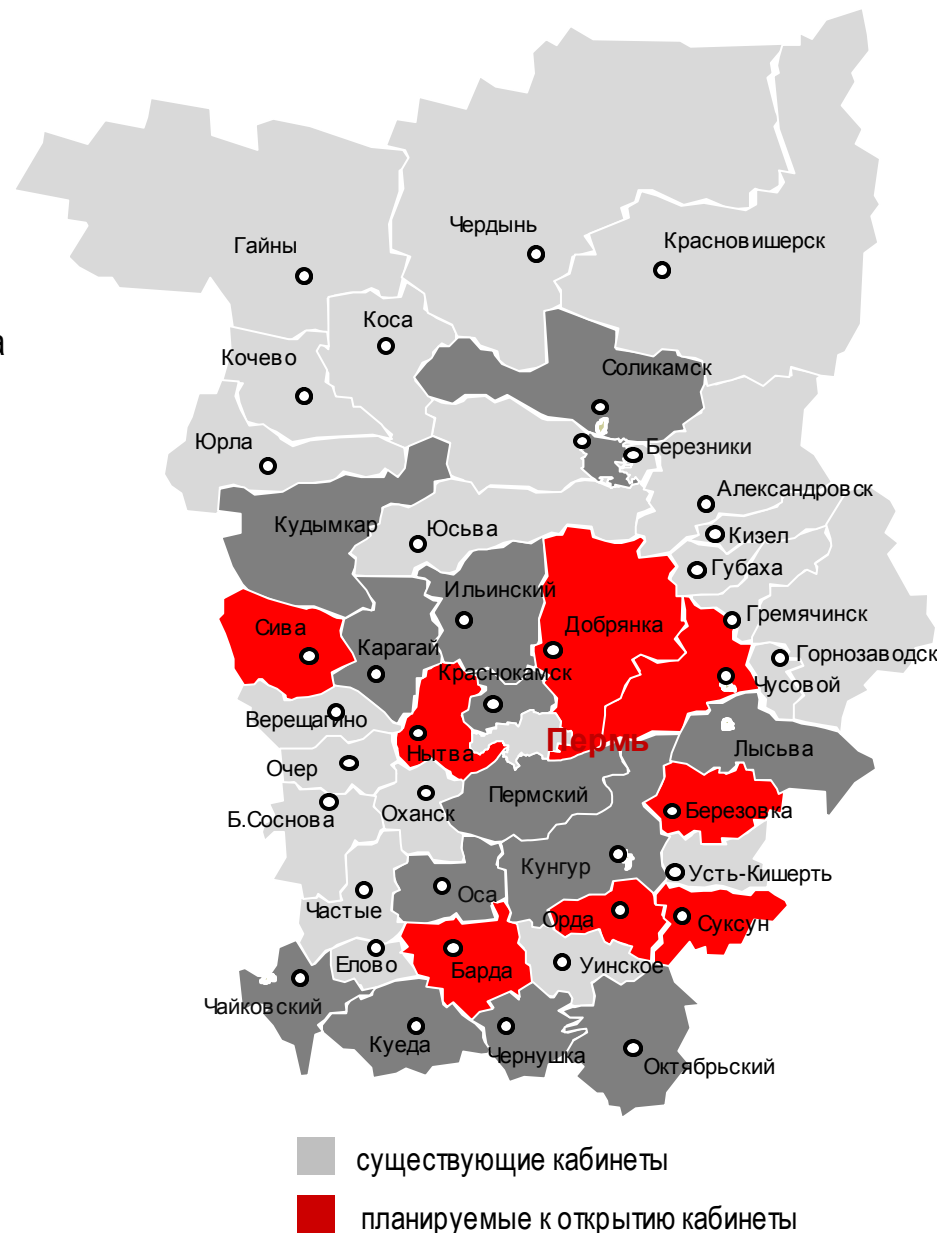 Чердынь
Красновишерск
Гайны
Коса
а
Кочево
Соликамск
Юрла
Березники
Александровск
Кудымкар
Юсьва
Кизел
Губаха
Ильинский
Гремячинск
Сива
Добрянка
Карагай
Горнозаводск
Краснокамск
Чусовой
Верещагино
Пермь
Нытва
Лысьва
Очер
Пермский
Б.Соснова
Оханск
Березовка
Кунгур
Усть-Кишерть
Оса
Частые
Орда
Суксун
Елово
Барда
Уинское
Чайковский
Куеда
Чернушка
Октябрьский
существующие кабинеты
планируемые к открытию кабинеты